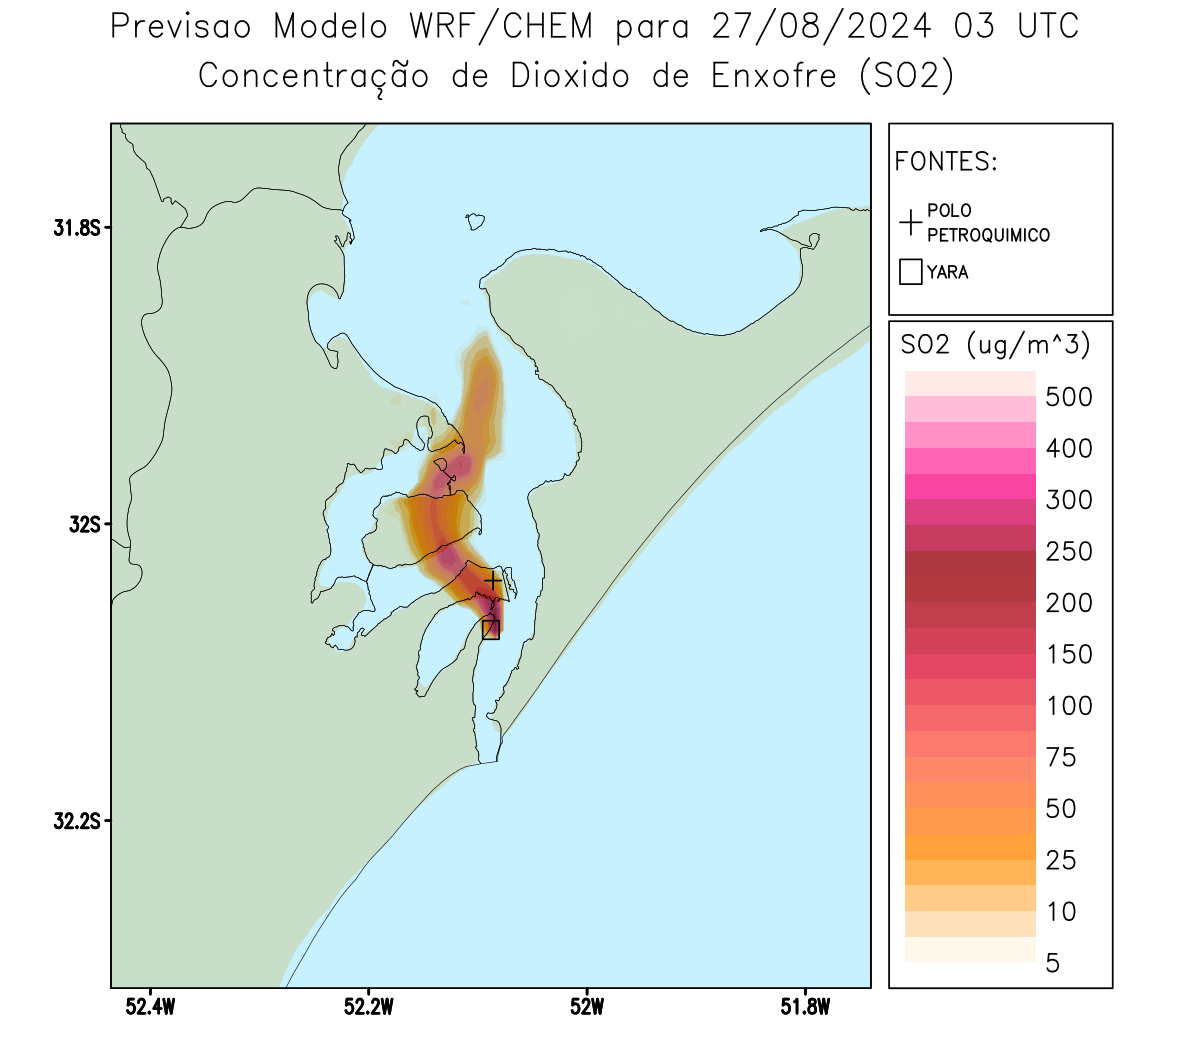 Previsao Modelo WRF/CHEM para 27/08/2024 03 UTC
Concentração de Dioxido de Enxofre (SO2)
FONTES:
POLO
PETROQUIMICO
YARA
31.8S
32S
32.2S
52.4W
52.2W
52W
51.8W
SO2 (ug/m^3)
500
400
300
250
200
150
100
75
50
25
10
5